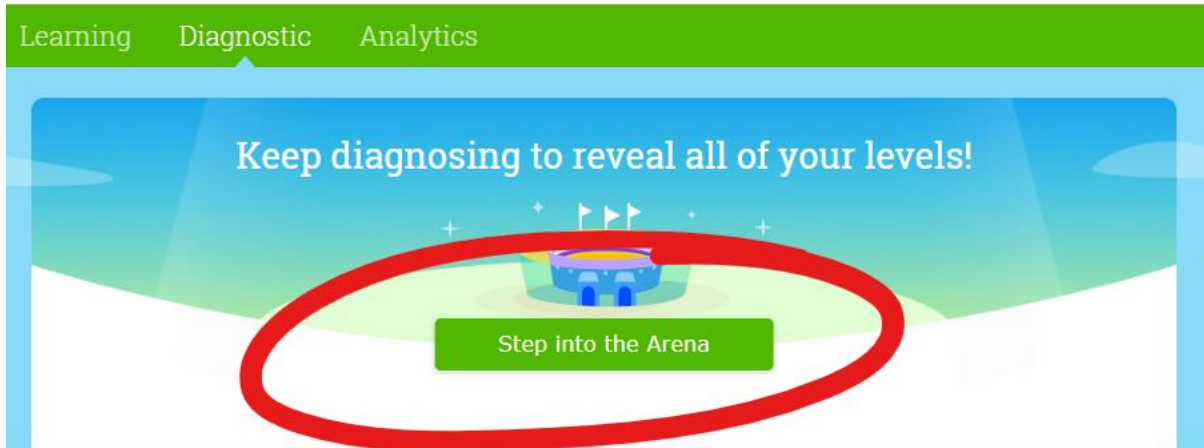 Learning Diagnostic Analytics
Keep diagnosing to reveal all of your levels!
Step into the Arena